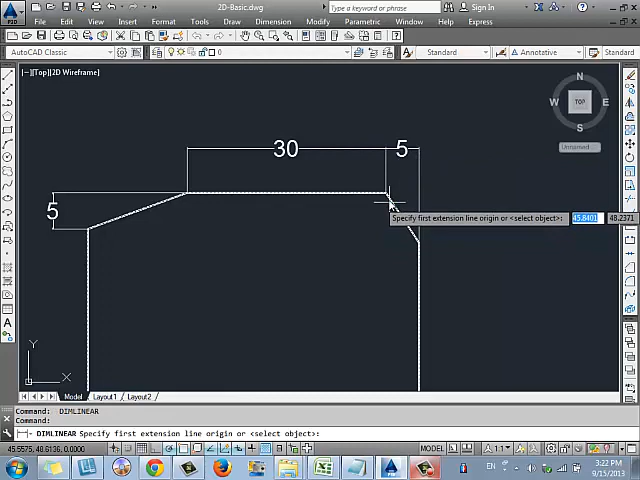 2D-Basic.dwg
Type a keyword or phrase
Sign In
File Edit View Insert Format Tools Draw Dimension Modify Parametric Window Help Express
AutoCAD Classic
0
Standard
Annotative
Standard
[−][Top][2D Wireframe]
N
W TOP E
S
Unnamed
30 5
5
Specify first extension line origin or <select object>: 45.8401 48.2371
Y
X
Model Layout1 Layout2
Command: DIMLINEAR
Command:
DIMLINEAR Specify first extension line origin or <select object>:
45.5575, 48.6136, 0.0000
MODEL
1:1
EN
3:22 PM
9/15/2013